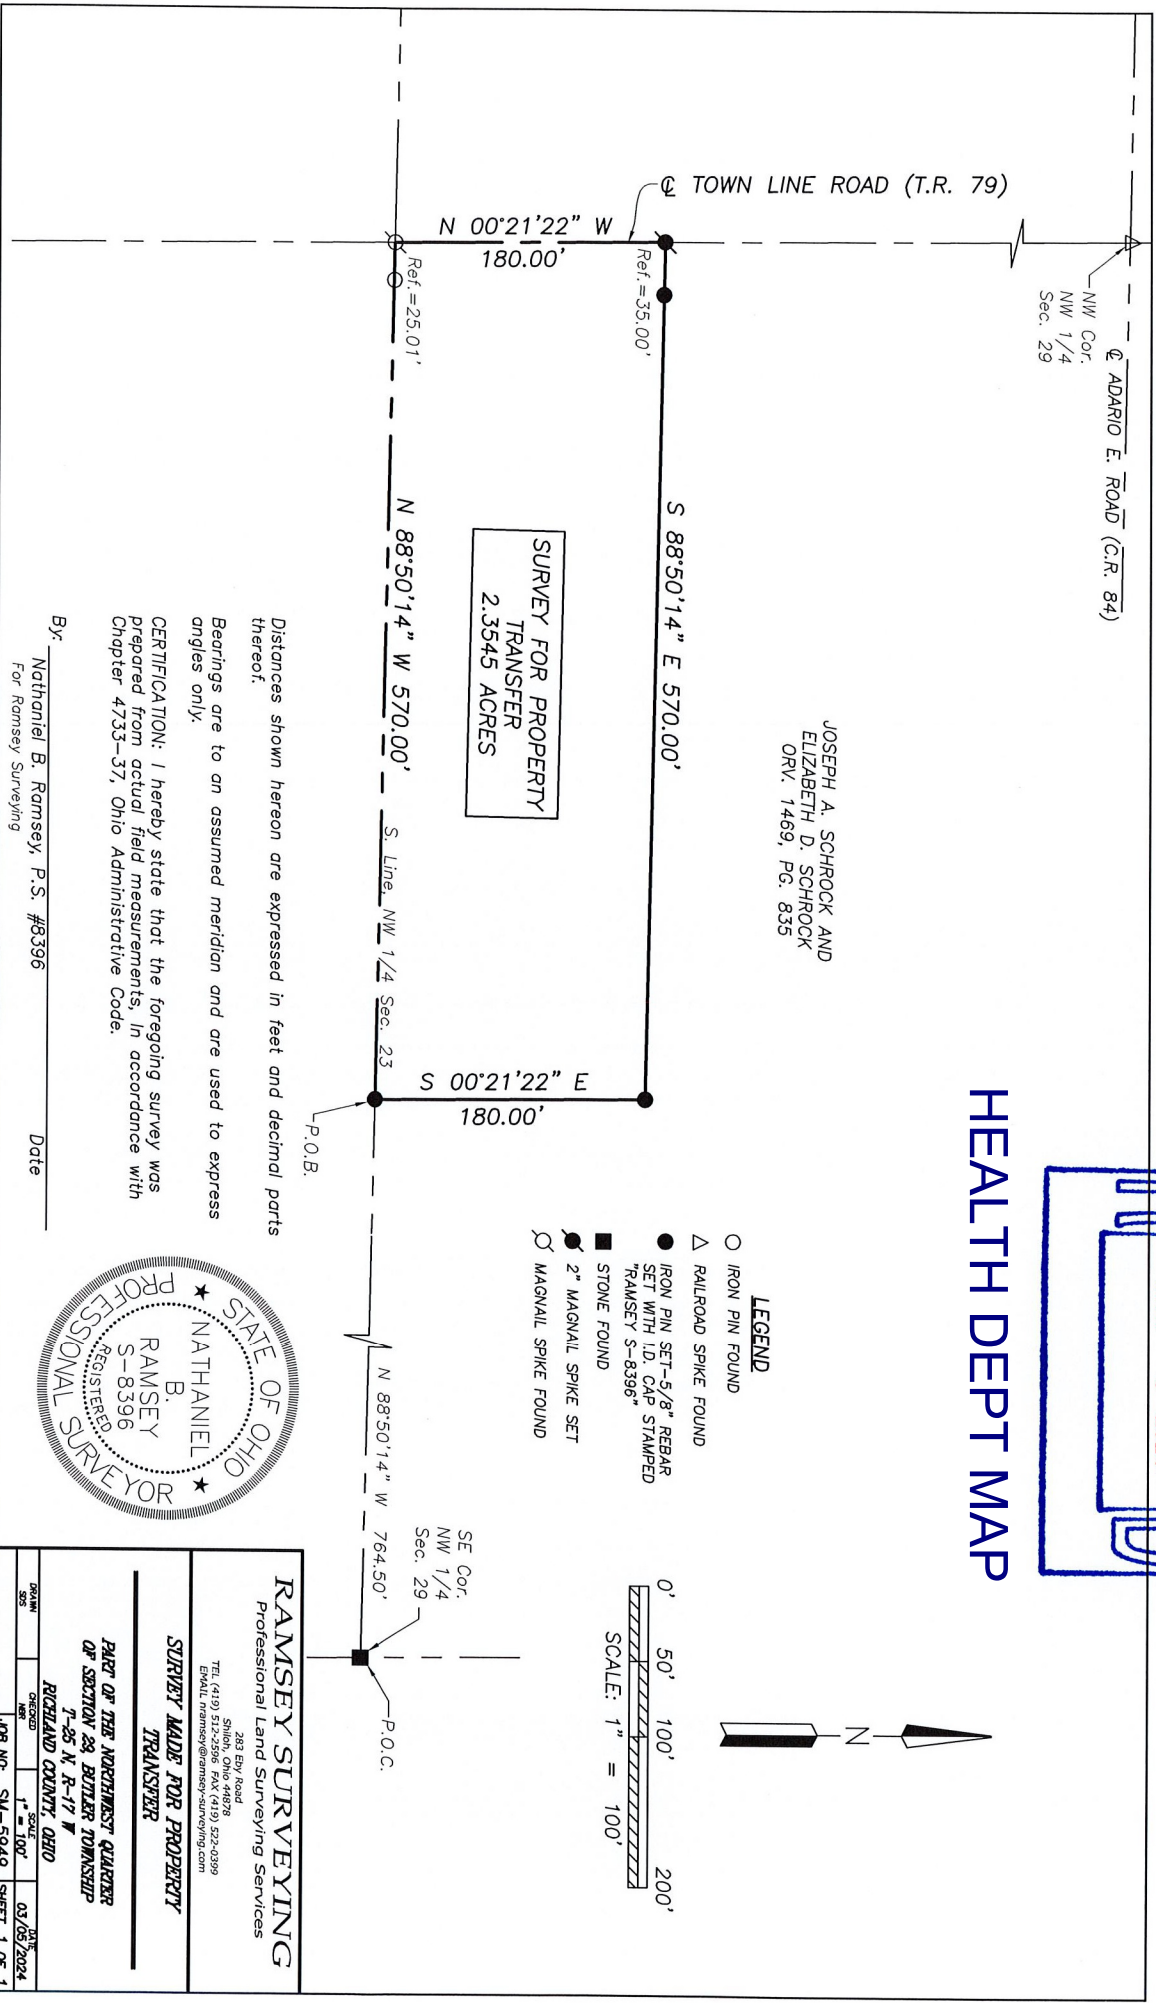 HEALTH DEPT MAP
℄ ADARIO E. ROAD (C.R. 84)
NW Cor.
NW 1/4
Sec. 29
℄ TOWN LINE ROAD (T.R. 79)
N 00°21'22" W
180.00'
Ref.=35.00'
Ref.=25.01'
S 88°50'14" E 570.00'
JOSEPH A. SCHROCK AND
ELIZABETH D. SCHROCK
ORV. 1469, PG. 835
SURVEY FOR PROPERTY
TRANSFER
2.3545 ACRES
N 88°50'14" W 570.00'
S. Line, NW 1/4 Sec. 23
S 00°21'22" E
180.00'
P.O.B.
N 88°50'14" W 764.50'
SE Cor.
NW 1/4
Sec. 29
P.O.C.
LEGEND
IRON PIN FOUND
RAILROAD SPIKE FOUND
IRON PIN SET-5/8" REBAR
SET WITH I.D. CAP STAMPED
"RAMSEY S-8396"
STONE FOUND
2" MAGNAIL SPIKE SET
MAGNAIL SPIKE FOUND
0' 50' 100' 200'
SCALE: 1" = 100'
N
Distances shown hereon are expressed in feet and decimal parts
thereof.
Bearings are to an assumed meridian and are used to express
angles only.
CERTIFICATION: I hereby state that the foregoing survey was
prepared from actual field measurements, In accordance with
Chapter 4733-37, Ohio Administrative Code.
By:
Nathaniel B. Ramsey, P.S. #8396 Date
For Ramsey Surveying
STATE OF OHIO
NATHANIEL
B.
RAMSEY
S-8396
REGISTERED
PROFESSIONAL SURVEYOR
RAMSEY SURVEYING
Professional Land Surveying Services
283 Eby Road
Shiloh, Ohio 44878
TEL (419) 512-2596 FAX (419) 522-0399
EMAIL nramsey@ramsey-surveying.com
SURVEY MADE FOR PROPERTY
TRANSFER
PART OF THE NORTHWEST QUARTER
OF SECTION 29, BUTLER TOWNSHIP
T-25 N, R-17 W
RICHLAND COUNTY, OHIO
DRAWN SDS
CHECKED NBR
SCALE 1" = 100'
DATE 03/05/2024
JOB NO: SM-5949 SHEET 1 OF 1